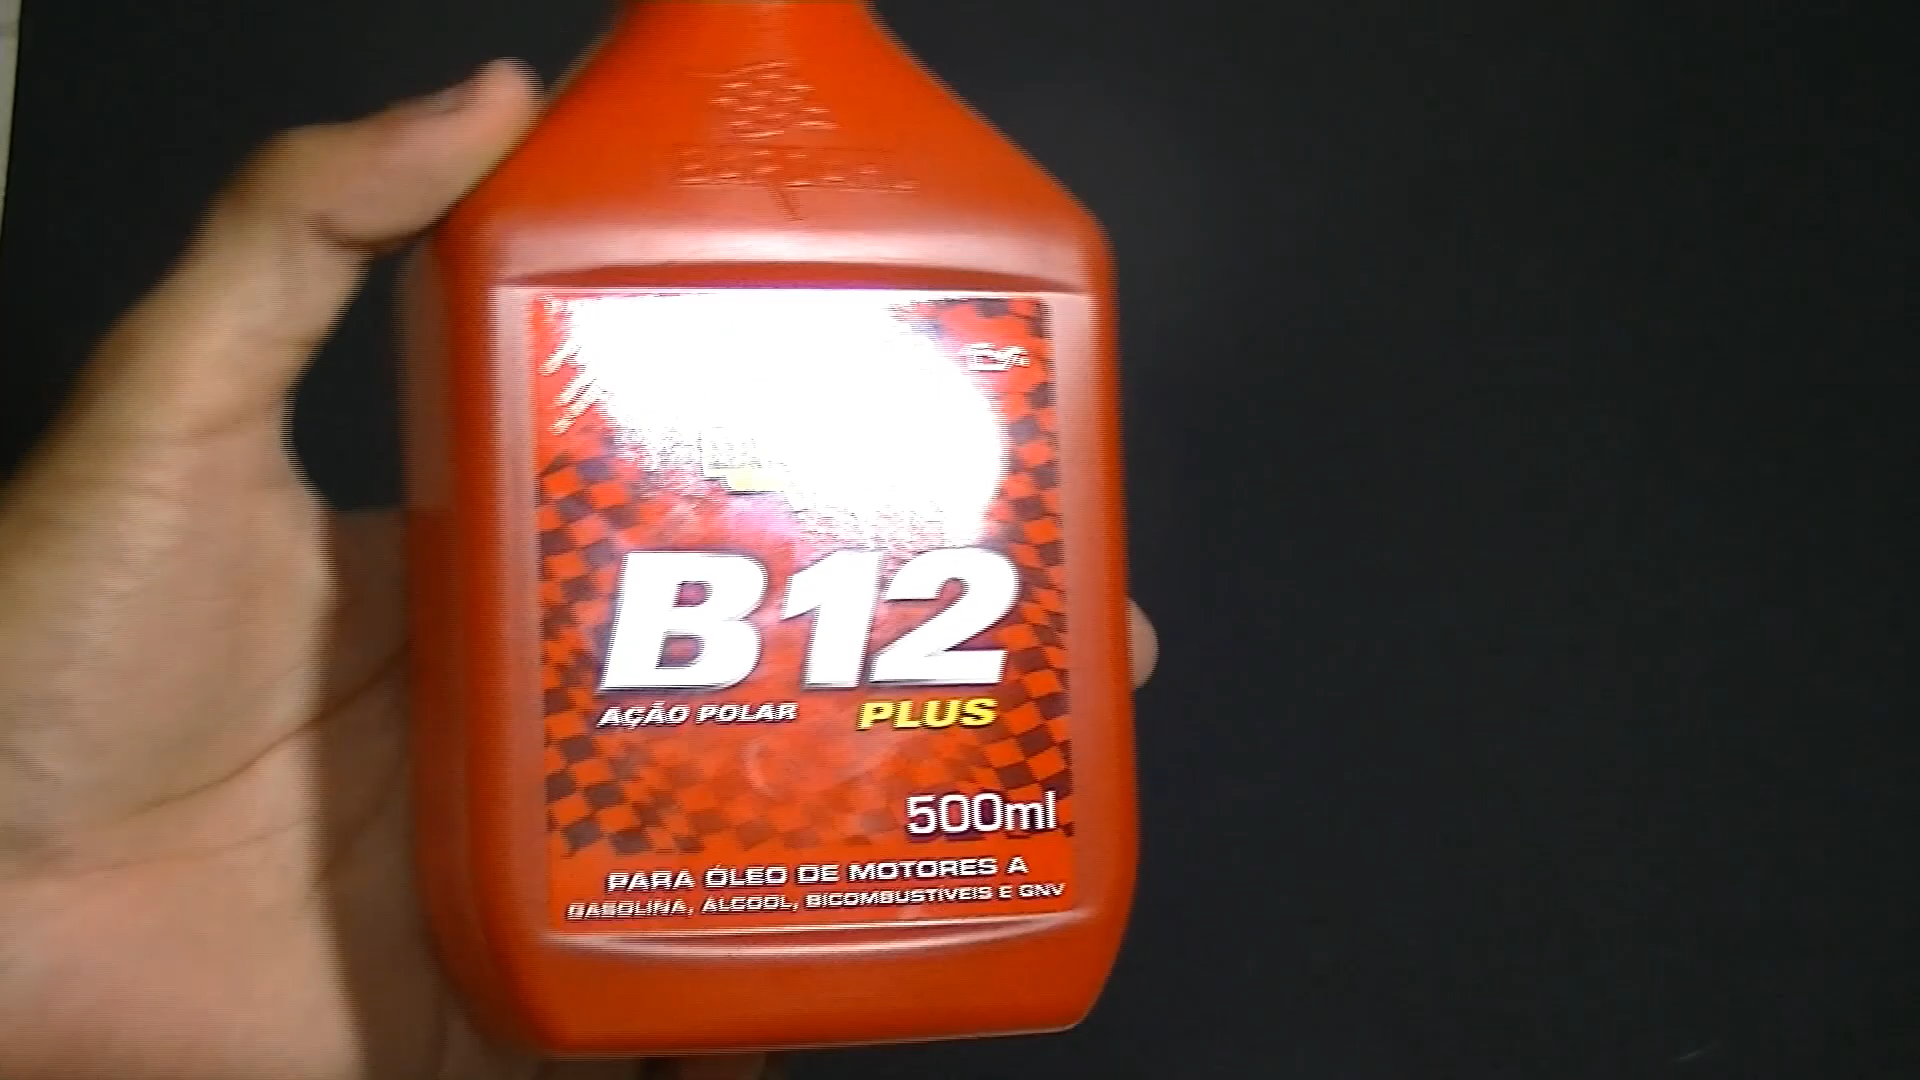 B12
AÇÃO POLAR PLUS
500ml
PARA ÓLEO DE MOTORES A
GASOLINA, ÁLCOOL, BICOMBUSTÍVEIS E GNV